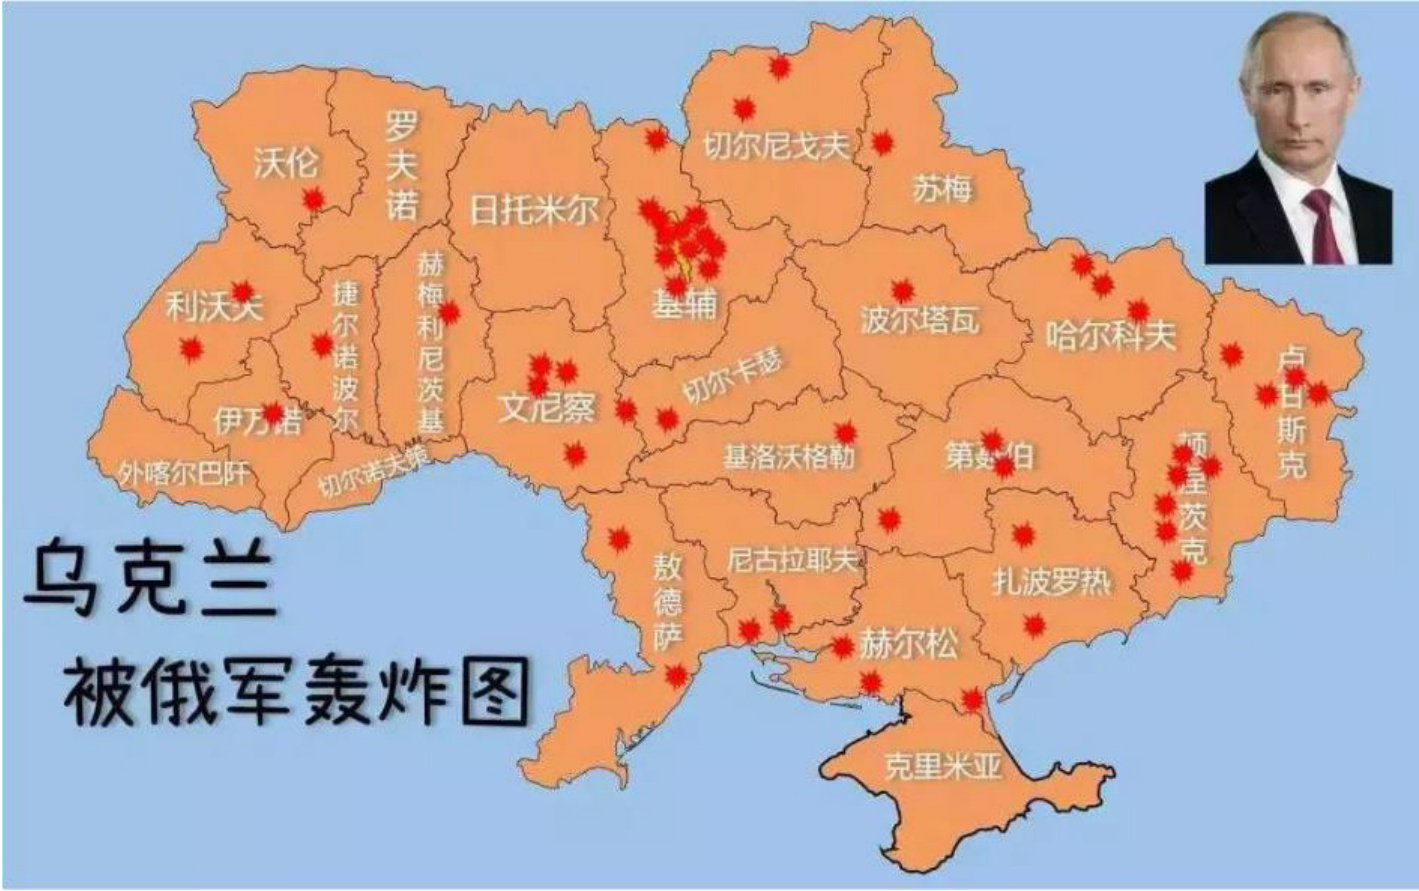 罗夫诺
沃伦
切尔尼戈夫
苏梅
日托米尔
利沃夫
捷尔诺波尔
赫梅利尼茨基
基辅
波尔塔瓦
哈尔科夫
卢甘斯克
切尔卡瑟
文尼察
伊万诺
外喀尔巴阡
切尔诺夫策
基洛沃格勒
第聂伯
顿涅茨克
尼古拉耶夫
敖德萨
扎波罗热
赫尔松
克里米亚
乌克兰
被俄军轰炸图